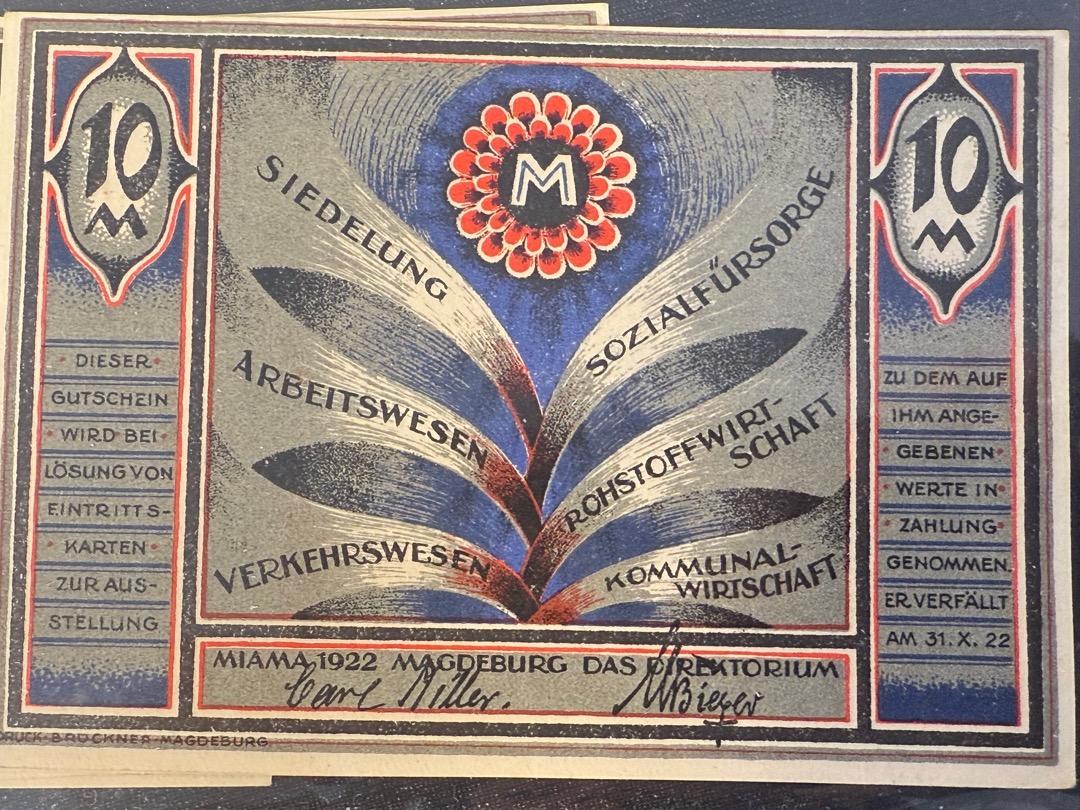 10
M
DIESER
GUTSCHEIN
WIRD BEI
LÖSUNG VON
EINTRITTS-
KARTEN
ZUR AUS-
STELLUNG
M
SIEDELUNG
SOZIALFÜRSORGE
ARBEITSWESEN
ROHSTOFFWIRT-
SCHAFT
VERKEHRSWESEN
KOMMUNAL-
WIRTSCHAFT
MIAMA 1922 MAGDEBURG DAS DIREKTORIUM
Carl Miller.
10
M
ZU DEM AUF
IHM ANGE-
GEBENEN
WERTE IN
ZAHLUNG
GENOMMEN.
ER VERFÄLLT
AM 31. X. 22
DRUCK-BRÜCKNER-MAGDEBURG